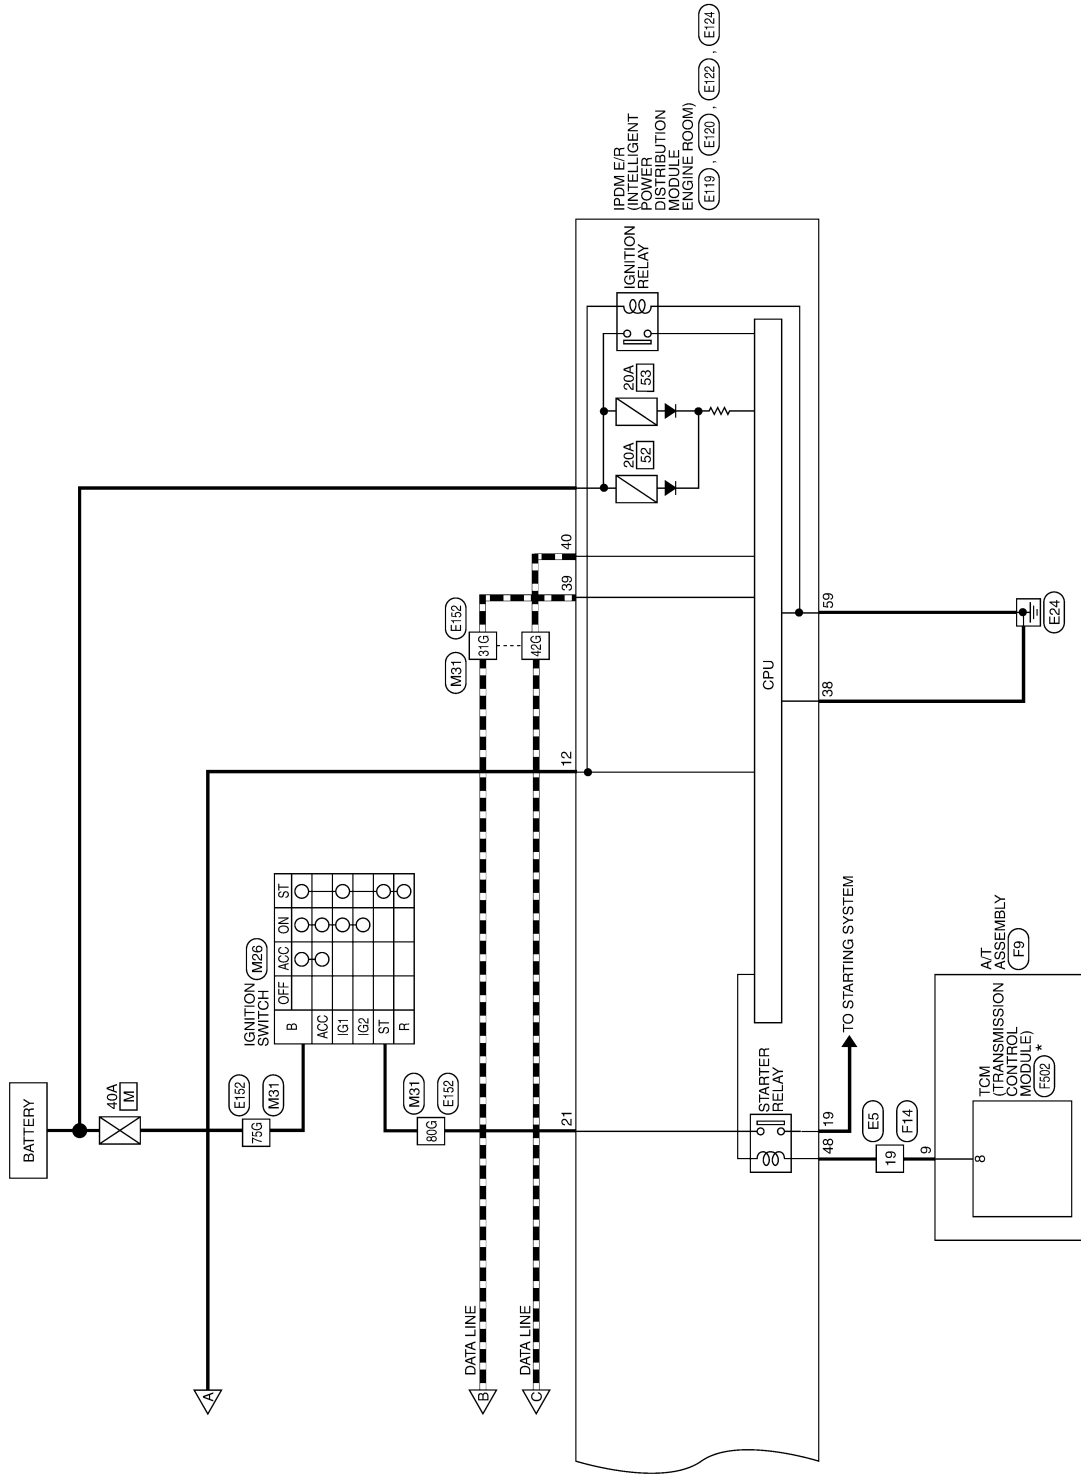 BATTERY
40A
M
75G
E152
M31
IGNITION
SWITCH
M26
OFF
ACC
ON
ST
B
ACC
IG1
IG2
ST
R
M31
E152
80G
A
DATA LINE
B
DATA LINE
C
M31
E152
31G
42G
21
12
39
40
IPDM E/R
(INTELLIGENT
POWER
DISTRIBUTION
MODULE
ENGINE ROOM)
E119 , E120 , E122 , E124
20A
52
20A
53
IGNITION
RELAY
CPU
STARTER
RELAY
48
19
38
59
TO STARTING SYSTEM
E5
F14
19
9
A/T
ASSEMBLY
F9
TCM
(TRANSMISSION
CONTROL
MODULE)
F502 *
8
E24